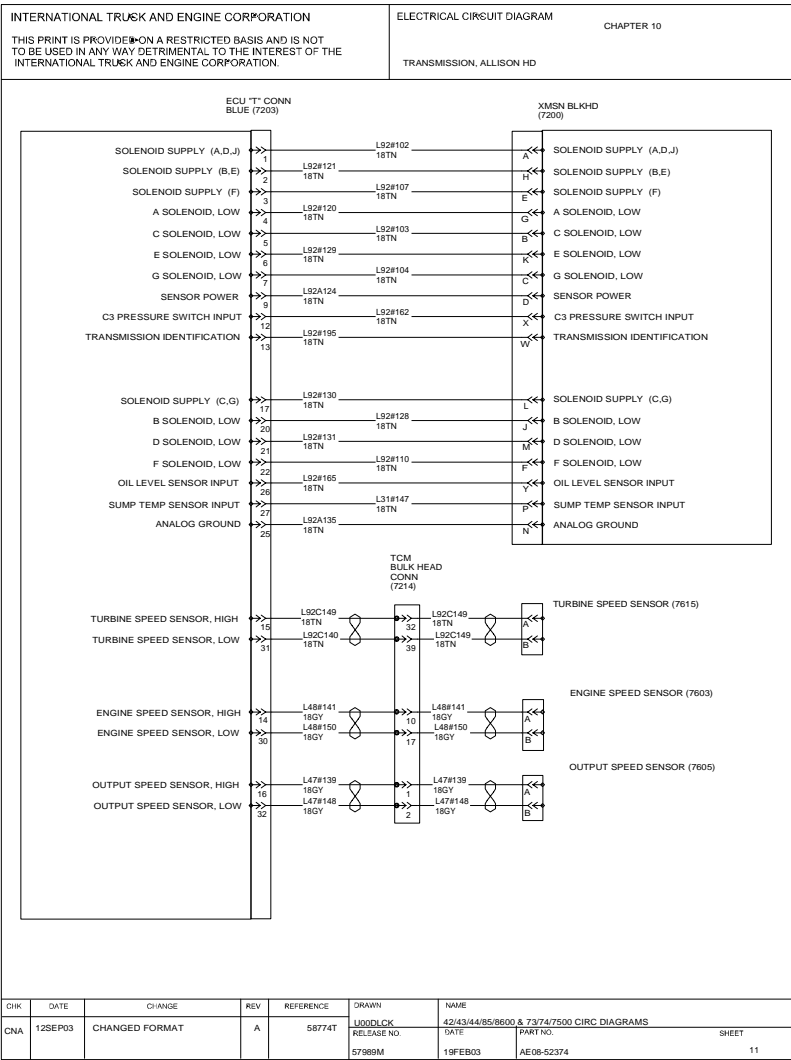 INTERNATIONAL TRUCK AND ENGINE CORPORATION
THIS PRINT IS PROVIDED ON A RESTRICTED BASIS AND IS NOT
TO BE USED IN ANY WAY DETRIMENTAL TO THE INTEREST OF THE
INTERNATIONAL TRUCK AND ENGINE CORPORATION.
ELECTRICAL CIRCUIT DIAGRAM
CHAPTER 10
TRANSMISSION, ALLISON HD
ECU "T" CONN
BLUE (7203)
XMSN BLKHD
(7200)
SOLENOID SUPPLY (A,D,J) 1 L92#102 18TN A SOLENOID SUPPLY (A,D,J)
SOLENOID SUPPLY (B,E) 2 L92#121 18TN H SOLENOID SUPPLY (B,E)
SOLENOID SUPPLY (F) 3 L92#107 18TN E SOLENOID SUPPLY (F)
A SOLENOID, LOW 4 L92#120 18TN G A SOLENOID, LOW
C SOLENOID, LOW 5 L92#103 18TN B C SOLENOID, LOW
E SOLENOID, LOW 6 L92#129 18TN K E SOLENOID, LOW
G SOLENOID, LOW 7 L92#104 18TN C G SOLENOID, LOW
SENSOR POWER 9 L92A124 18TN D SENSOR POWER
C3 PRESSURE SWITCH INPUT 12 L92#162 18TN X C3 PRESSURE SWITCH INPUT
TRANSMISSION IDENTIFICATION 13 L92#195 18TN W TRANSMISSION IDENTIFICATION
SOLENOID SUPPLY (C,G) 17 L92#130 18TN L SOLENOID SUPPLY (C,G)
B SOLENOID, LOW 20 L92#128 18TN J B SOLENOID, LOW
D SOLENOID, LOW 21 L92#131 18TN M D SOLENOID, LOW
F SOLENOID, LOW 22 L92#110 18TN F F SOLENOID, LOW
OIL LEVEL SENSOR INPUT 26 L92#165 18TN Y OIL LEVEL SENSOR INPUT
SUMP TEMP SENSOR INPUT 27 L31#147 18TN P SUMP TEMP SENSOR INPUT
ANALOG GROUND 25 L92A135 18TN N ANALOG GROUND
TCM
BULK HEAD
CONN
(7214)
TURBINE SPEED SENSOR (7615)
TURBINE SPEED SENSOR, HIGH 15 L92C149 18TN 32 L92C149 18TN A
TURBINE SPEED SENSOR, LOW 31 L92C140 18TN 39 L92C149 18TN B
ENGINE SPEED SENSOR (7603)
ENGINE SPEED SENSOR, HIGH 14 L48#141 18GY 10 L48#141 18GY A
ENGINE SPEED SENSOR, LOW 30 L48#150 18GY 17 L48#150 18GY B
OUTPUT SPEED SENSOR (7605)
OUTPUT SPEED SENSOR, HIGH 16 L47#139 18GY 1 L47#139 18GY A
OUTPUT SPEED SENSOR, LOW 32 L47#148 18GY 2 L47#148 18GY B
CHK DATE CHANGE REV REFERENCE DRAWN NAME
CNA 12SEP03 CHANGED FORMAT A 58774T U00DLCK 42/43/44/85/8600 & 73/74/7500 CIRC DIAGRAMS
RELEASE NO. DATE PART NO. SHEET
57989M 19FEB03 AE08-52374 11